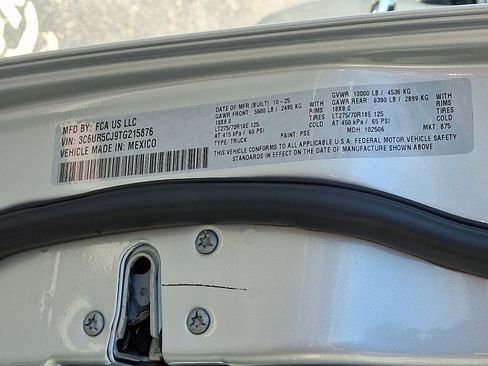 MFD BY: FCA US LLC
VIN: 3C6UR5CJ9TG215876
VEHICLE MADE IN: MEXICO
DATE OF MFR (BUILT): 10-25
GAWR FRONT: 5500 LB / 2495 KG
18X8.0 RIMS
LT275/70R18E 125 TIRES
AT 415 kPa / 60 PSI COLD
TYPE: TRUCK PAINT: PSE
GVWR: 10000 LB / 4536 KG
GAWR REAR: 6390 LB / 2899 KG
18X8.0 WITH RIMS
LT275/70R18E 125 TIRES
AT 450 kPa / 65 PSI COLD
MDH: 102506 MKT: 875
THIS VEHICLE CONFORMS TO ALL APPLICABLE U.S.A. FEDERAL MOTOR VEHICLE SAFETY
STANDARDS IN EFFECT ON THE DATE OF MANUFACTURE SHOWN ABOVE.